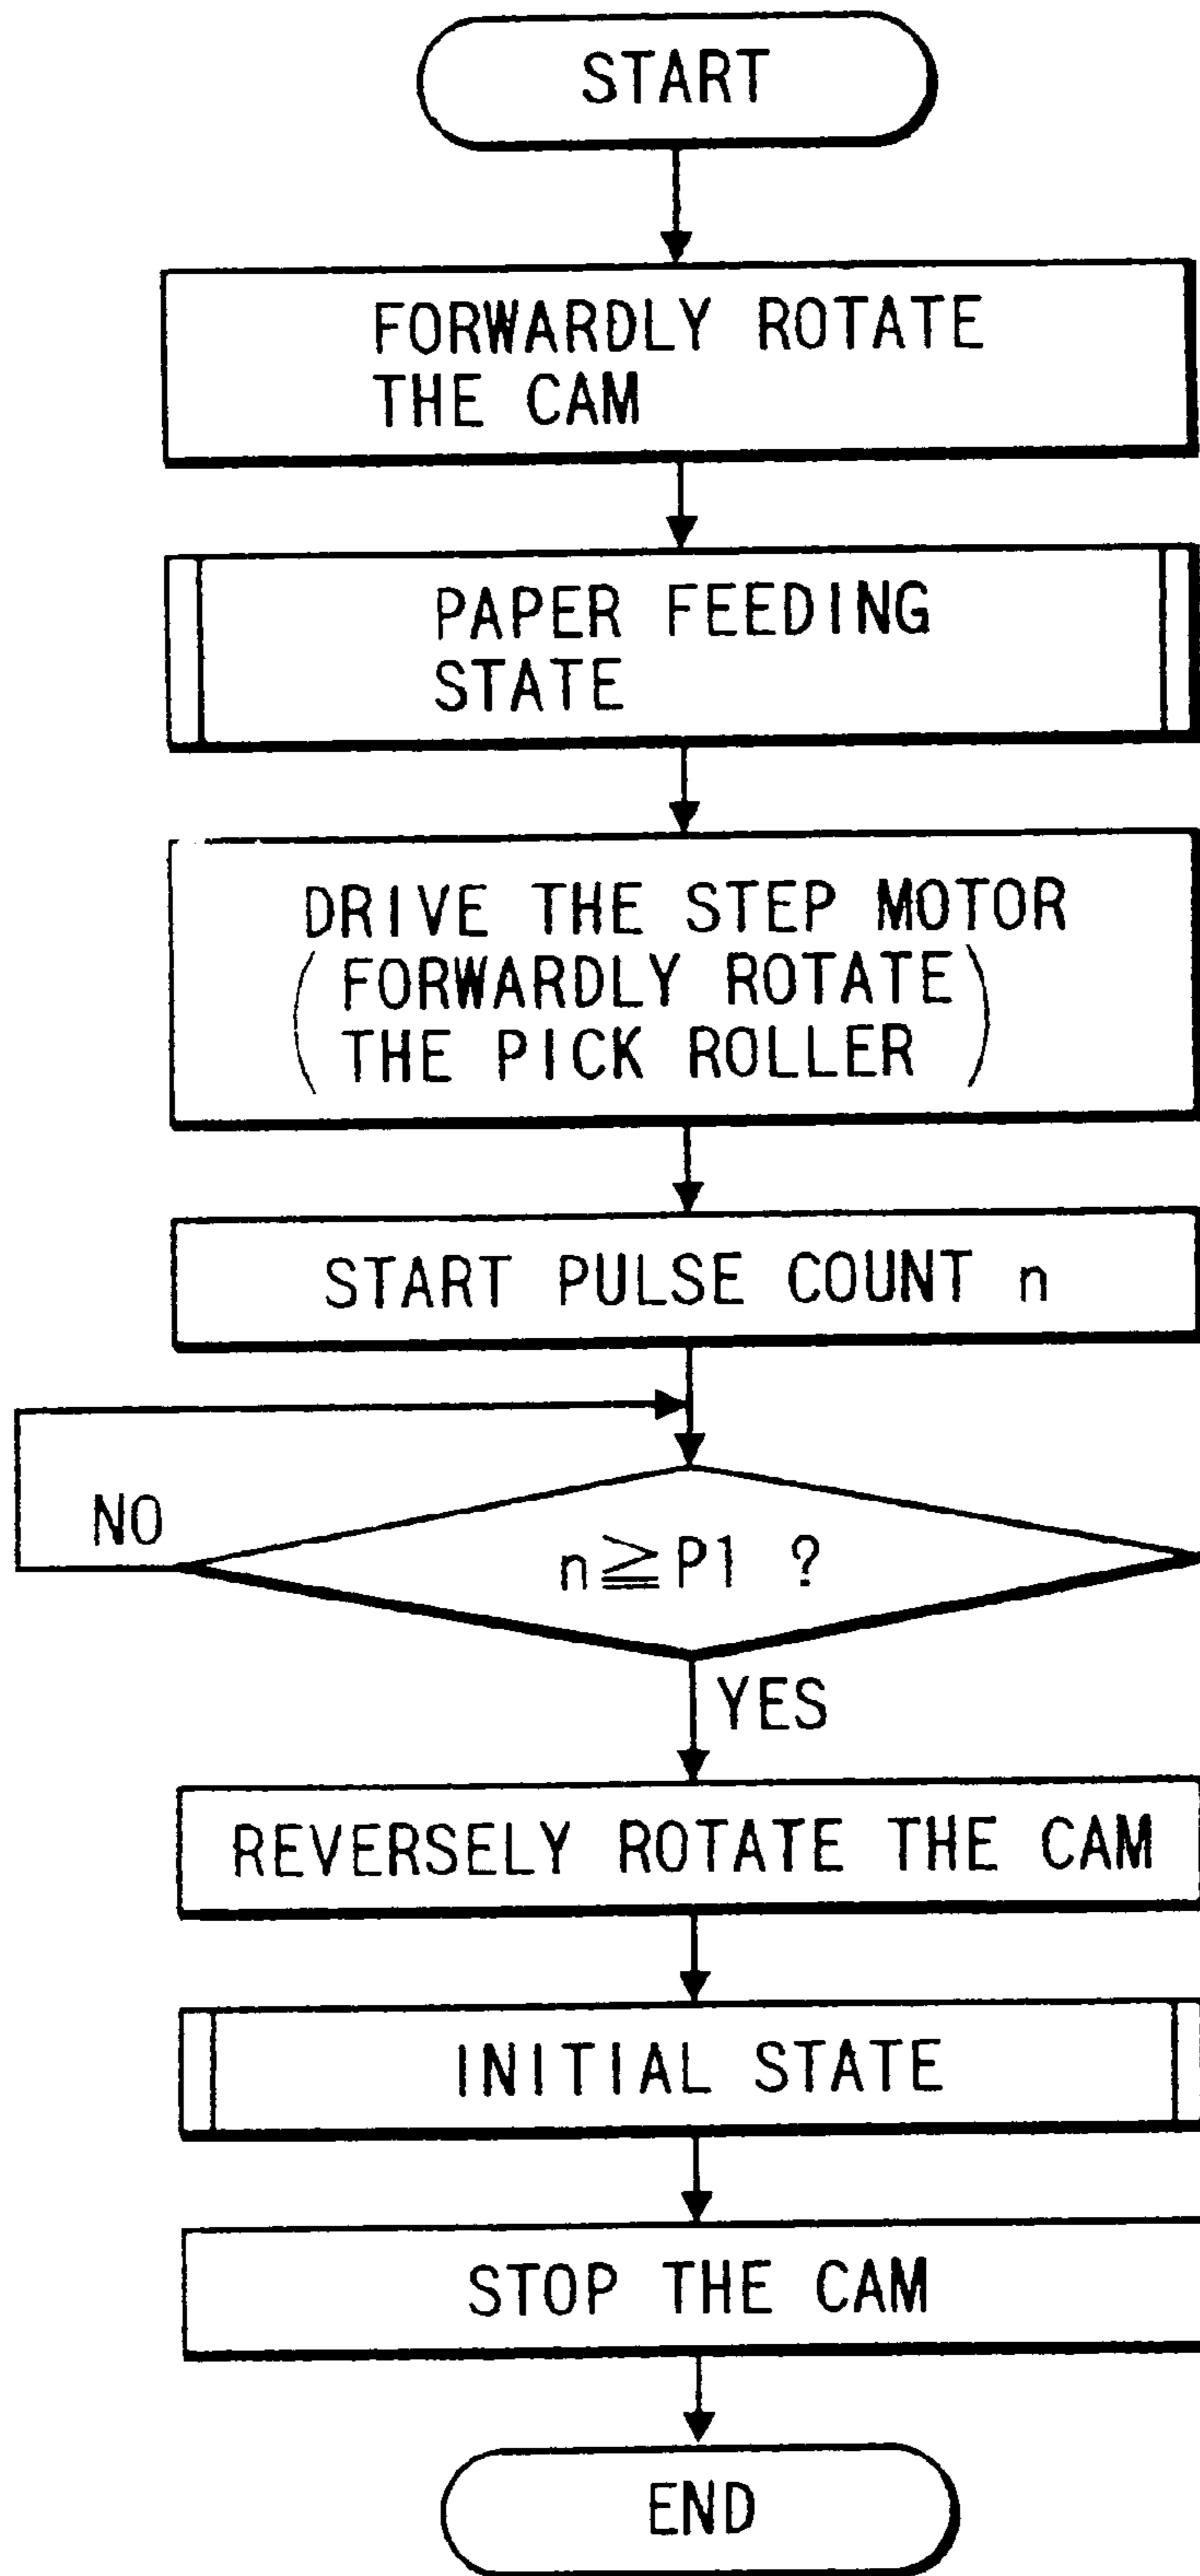 START
FORWARDLY ROTATE
THE CAM
PAPER FEEDING
STATE
DRIVE THE STEP MOTOR
(FORWARDLY ROTATE
THE PICK ROLLER)
START PULSE COUNT n
NO
n≧P1 ?
YES
REVERSELY ROTATE THE CAM
INITIAL STATE
STOP THE CAM
END